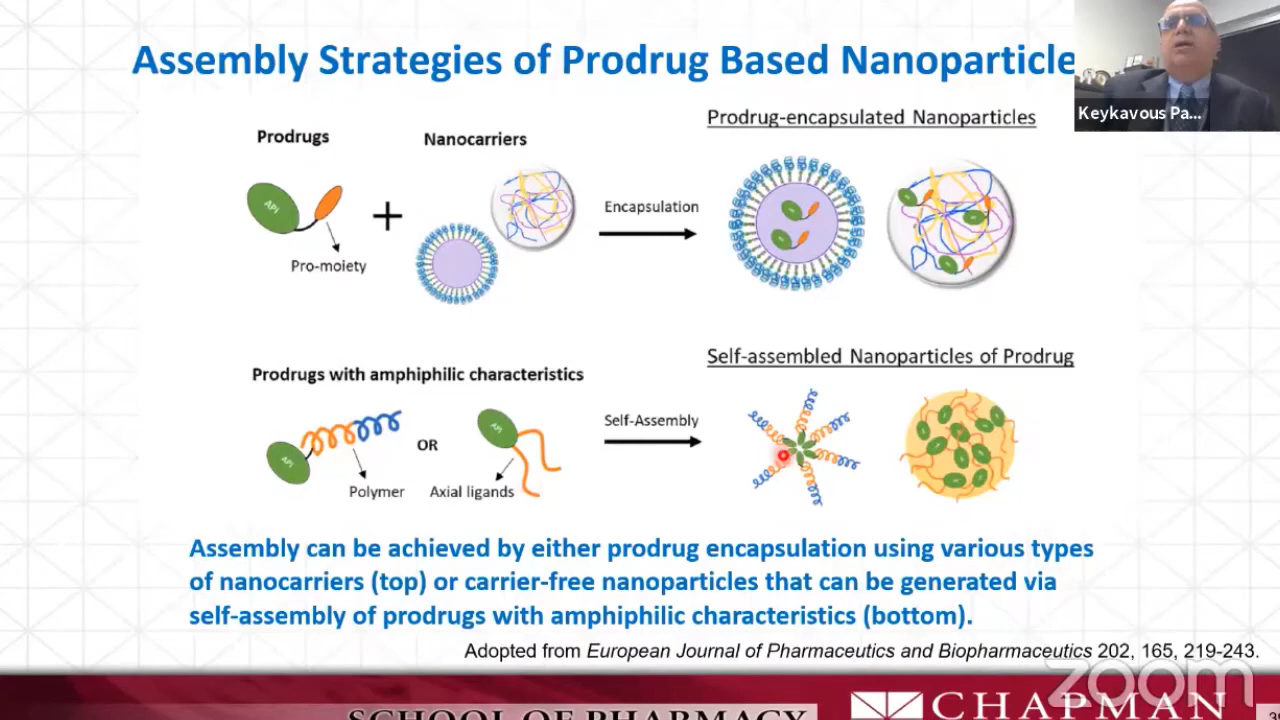 Assembly Strategies of Prodrug Based Nanoparticle
Keykavous Pa...
Prodrugs
Nanocarriers
Prodrug-encapsulated Nanoparticles
API
Encapsulation
Pro-moiety
Prodrugs with amphiphilic characteristics
Self-assembled Nanoparticles of Prodrug
Self-Assembly
API
API
OR
Polymer
Axial ligands
Assembly can be achieved by either prodrug encapsulation using various types
of nanocarriers (top) or carrier-free nanoparticles that can be generated via
self-assembly of prodrugs with amphiphilic characteristics (bottom).
Adopted from European Journal of Pharmaceutics and Biopharmaceutics 202, 165, 219-243.
zoom
SCHOOL OF PHARMACY
CHAPMAN